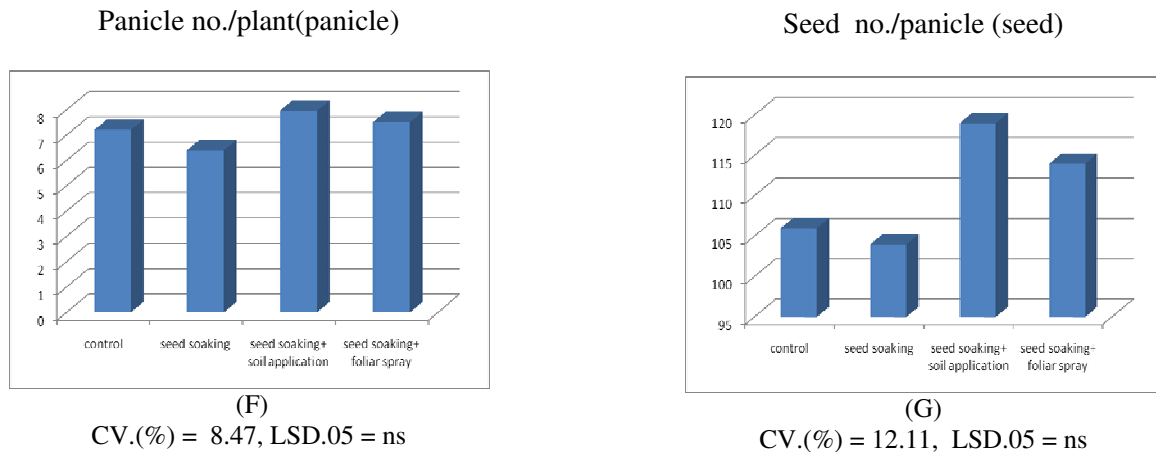 Panicle no./plant(panicle)
8
7
6
5
4
3
2
1
0
control
seed soaking
seed soaking+
soil application
seed soaking+
foliar spray
(F)
CV.(%) = 8.47, LSD.05 = ns
Seed no./panicle (seed)
120
115
110
105
100
95
control
seed soaking
seed soaking+
soil application
seed soaking+
foliar spray
(G)
CV.(%) = 12.11, LSD.05 = ns